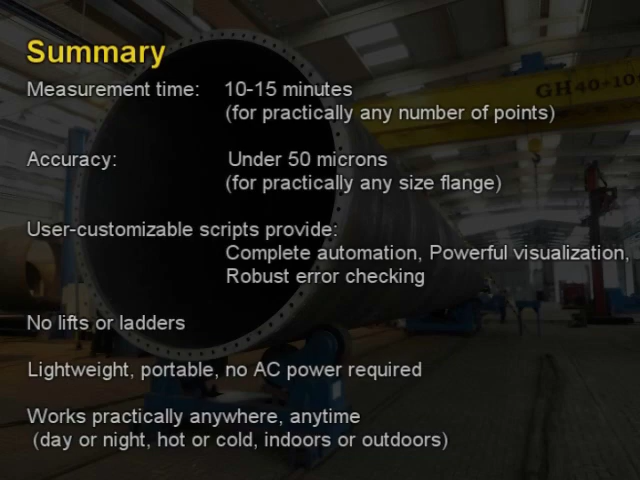 Summary
Measurement time: 10-15 minutes
(for practically any number of points)
GH40+10
Accuracy: Under 50 microns
(for practically any size flange)
User-customizable scripts provide:
Complete automation, Powerful visualization,
Robust error checking
No lifts or ladders
Lightweight, portable, no AC power required
Works practically anywhere, anytime
(day or night, hot or cold, indoors or outdoors)